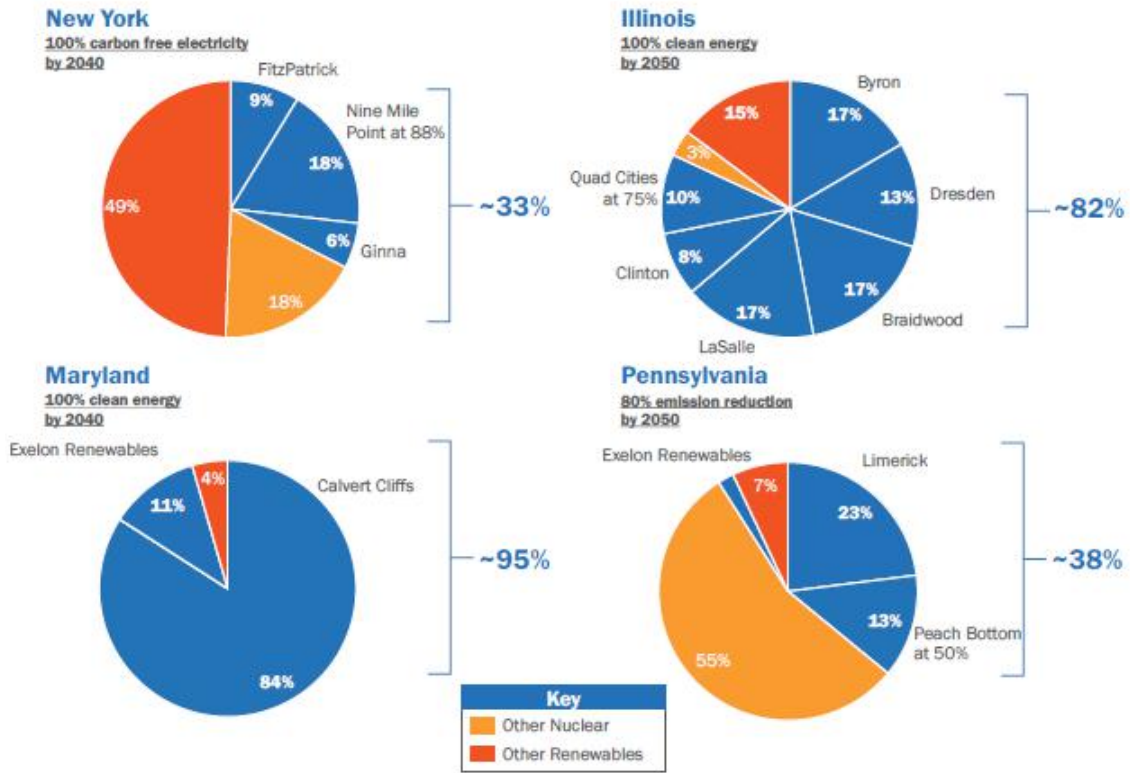 New York
100% carbon free electricity
by 2040
FitzPatrick
9%
Nine Mile
Point at 88%
18%
49%
6%
Ginna
18%
~33%
Illinois
100% clean energy
by 2050
Byron
15%
17%
3%
Quad Cities
at 75%
10%
13%
Dresden
8%
Clinton
17%
Braidwood
17%
LaSalle
~82%
Maryland
100% clean energy
by 2040
Exelon Renewables
4%
11%
Calvert Cliffs
84%
~95%
Pennsylvania
80% emission reduction
by 2050
Exelon Renewables
7%
Limerick
23%
13%
Peach Bottom
at 50%
55%
~38%
Key
Other Nuclear
Other Renewables